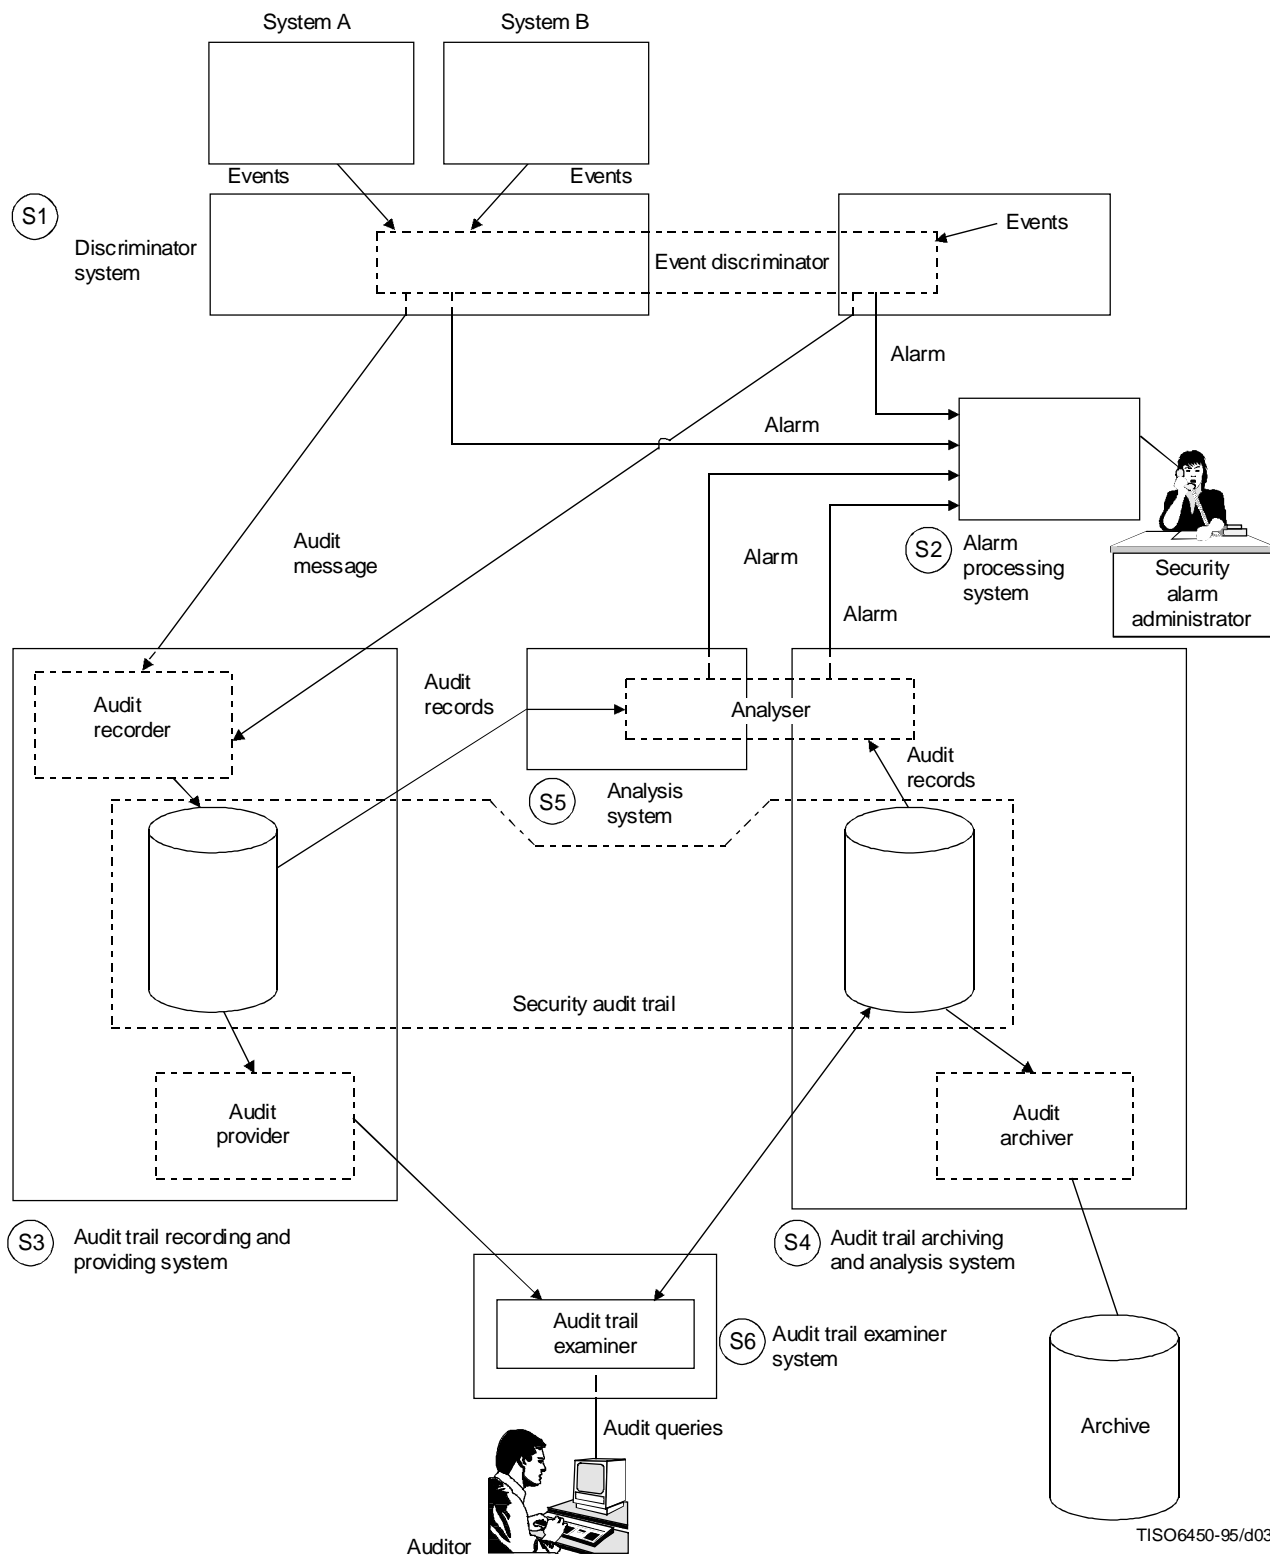 System A
System B
Events
Events
S1
Discriminator
system
Event discriminator
Events
Alarm
Alarm
Audit
message
Alarm
Alarm
S2
Alarm
processing
system
Security
alarm
administrator
Audit
recorder
Audit
records
Analyser
Audit
records
S5
Analysis
system
Security audit trail
Audit
provider
Audit
archiver
S3
Audit trail recording and
providing system
S4
Audit trail archiving
and analysis system
Audit trail
examiner
S6
Audit trail examiner
system
Audit queries
Archive
Auditor
TISO6450-95/d03